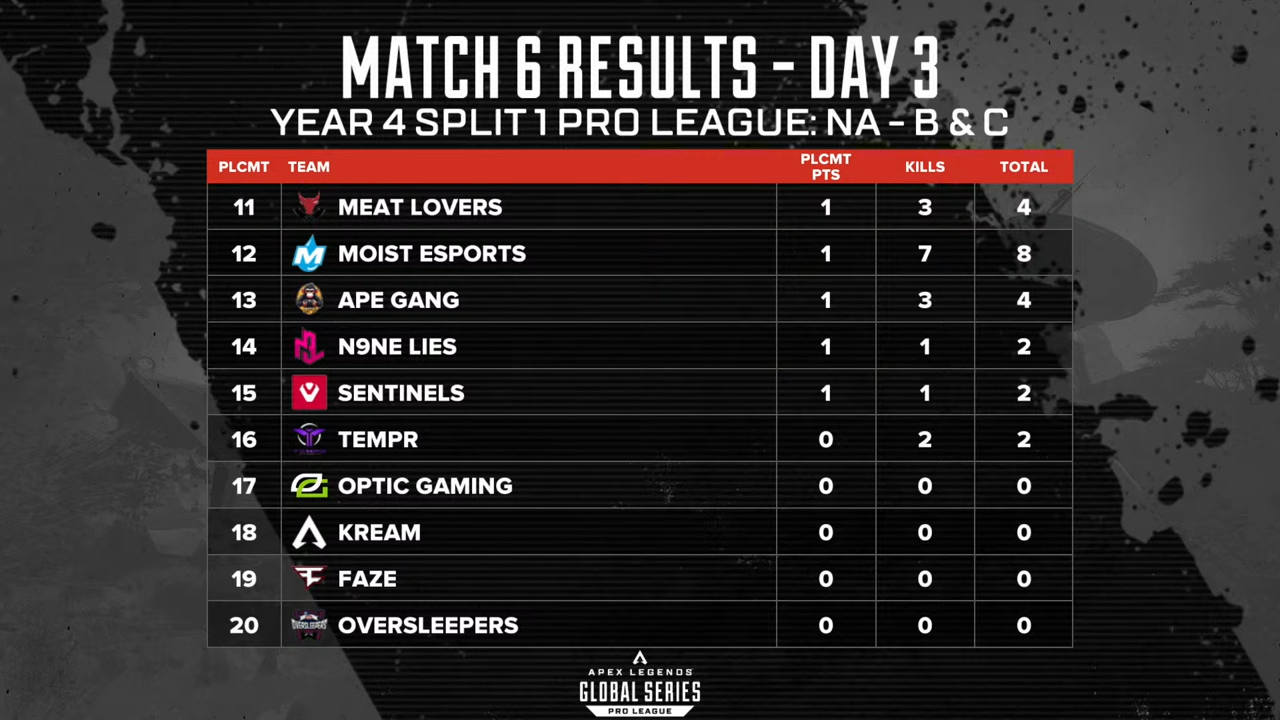 MATCH 6 RESULTS - DAY 3
YEAR 4 SPLIT 1 PRO LEAGUE: NA - B & C
PLCMT TEAM PLCMT PTS KILLS TOTAL
11 MEAT LOVERS 1 3 4
12 MOIST ESPORTS 1 7 8
13 APE GANG 1 3 4
14 N9NE LIES 1 1 2
15 SENTINELS 1 1 2
16 TEMPR 0 2 2
17 OPTIC GAMING 0 0 0
18 KREAM 0 0 0
19 FAZE 0 0 0
20 OVERSLEEPERS 0 0 0
APEX LEGENDS
GLOBAL SERIES
PRO LEAGUE